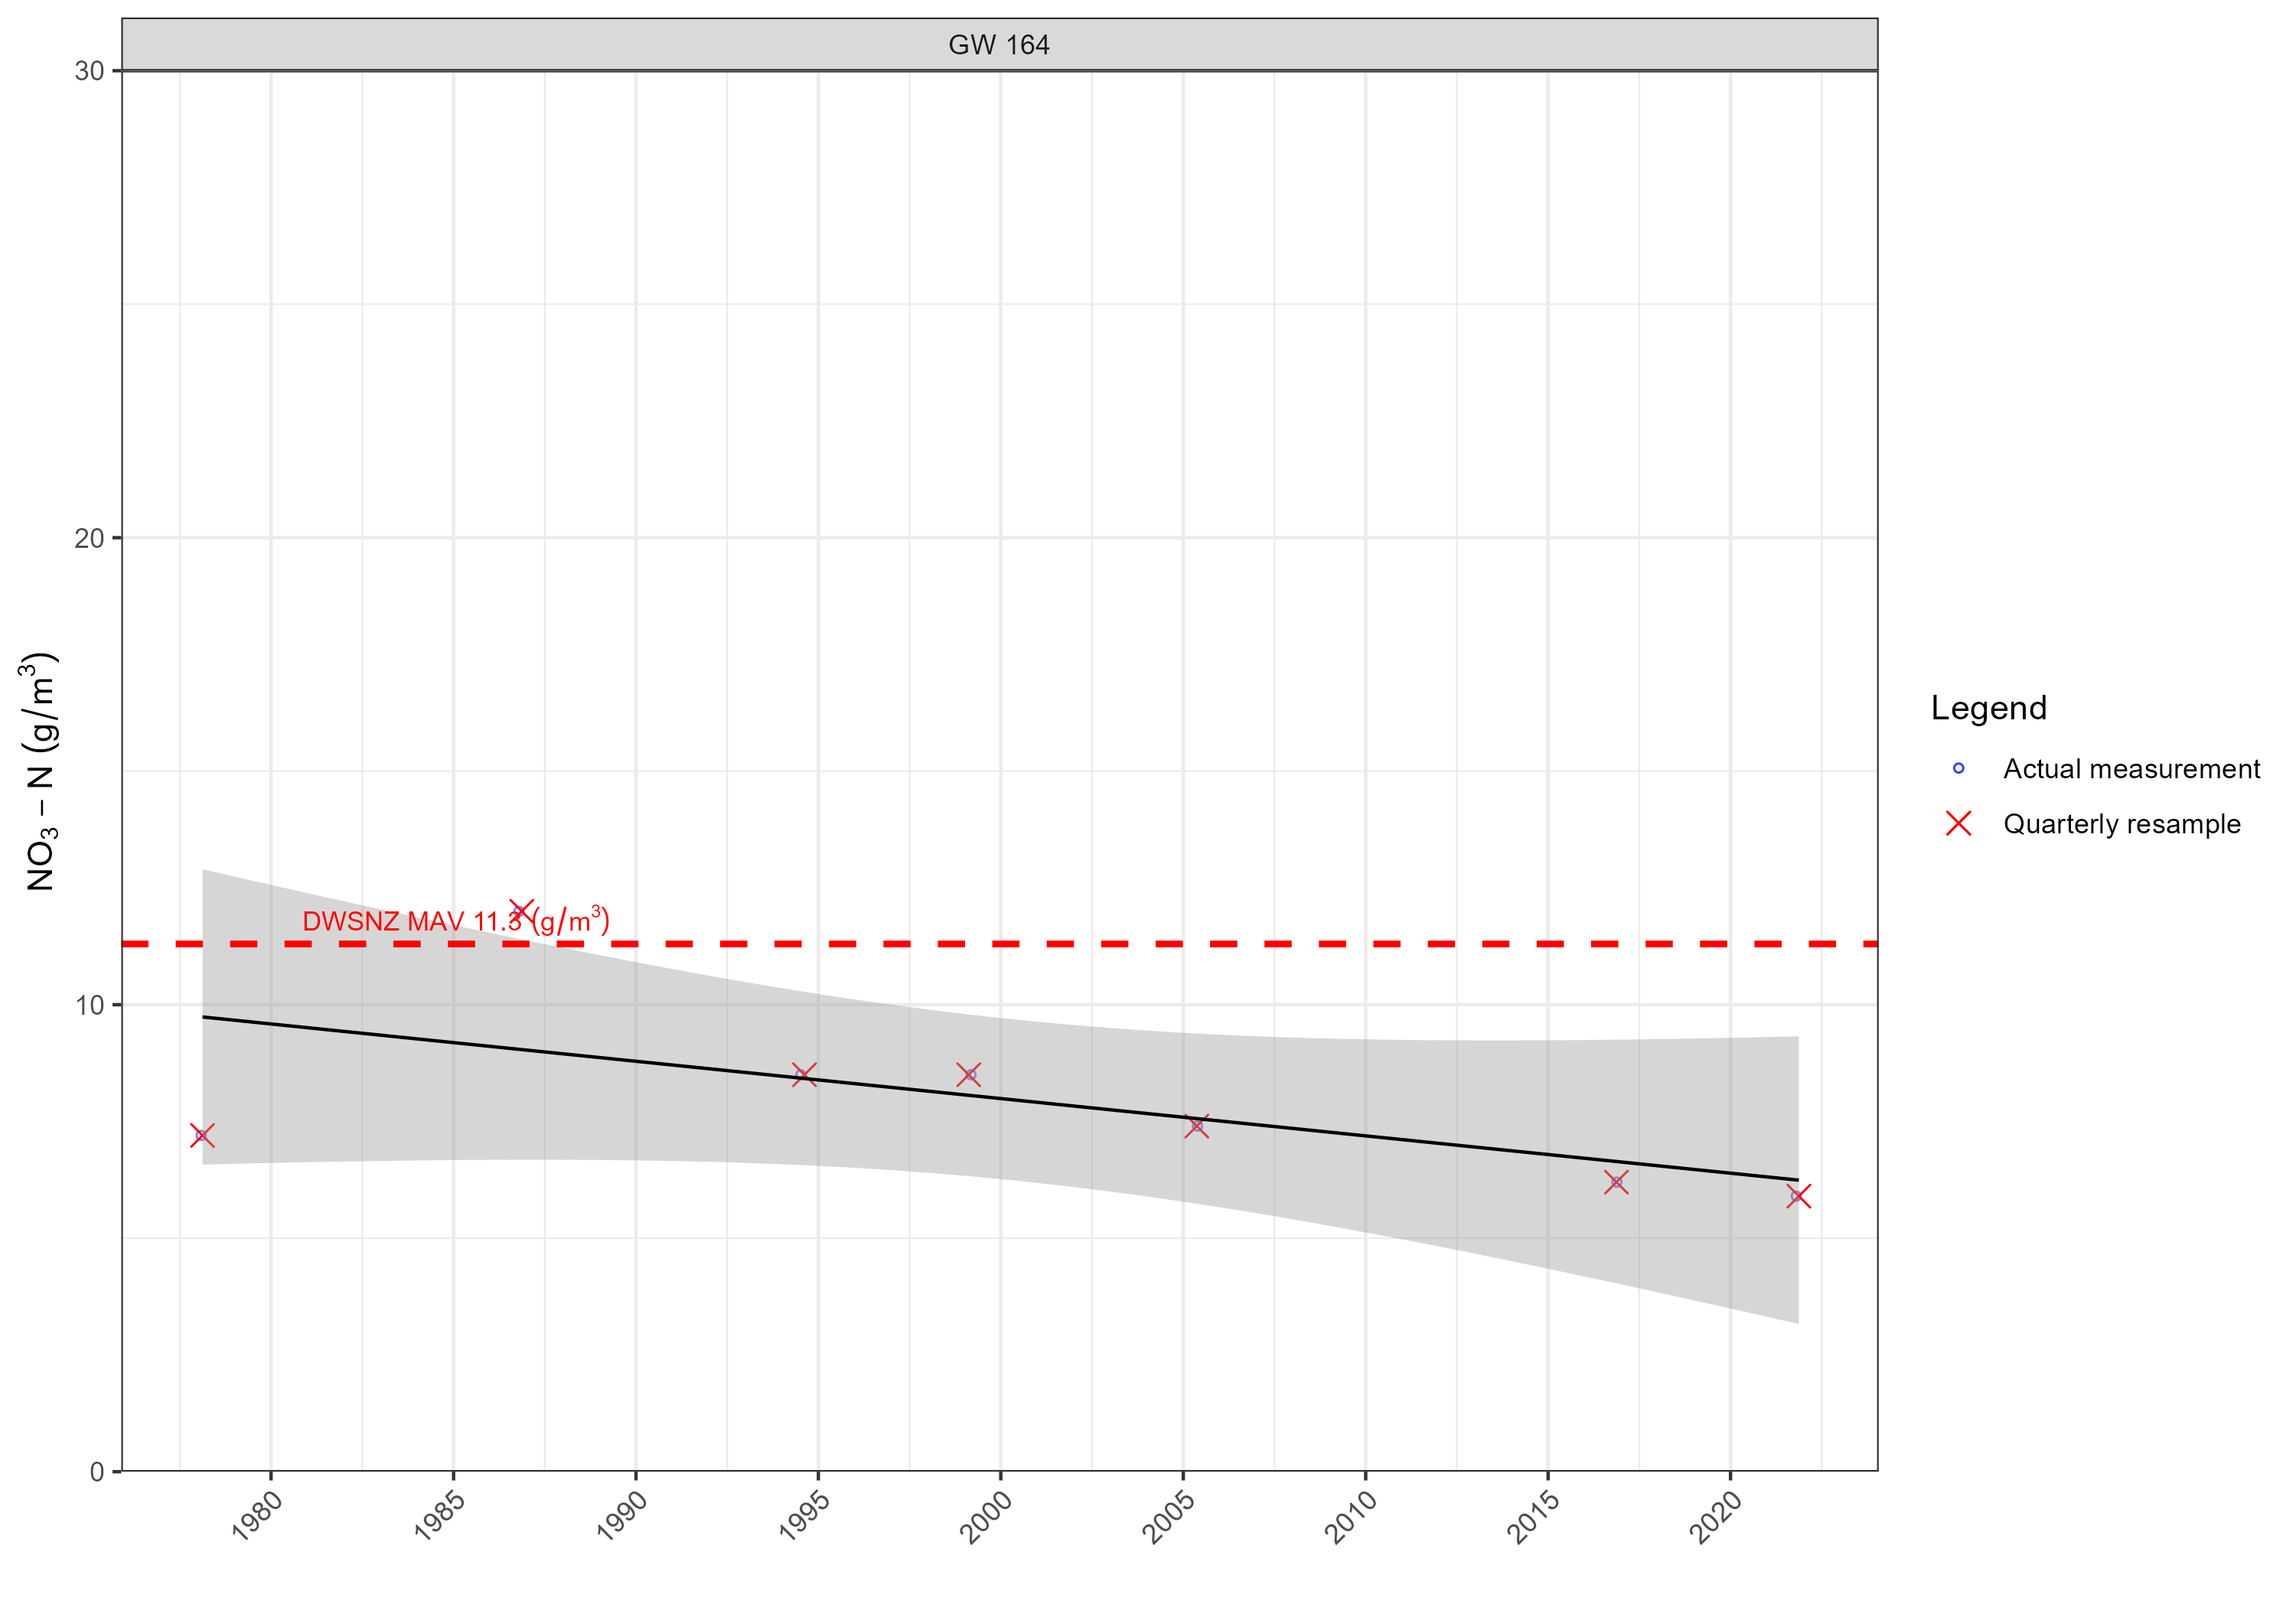 GW 164
30
20
10
0
NO₃ – N (g/m³)
DWSNZ MAV 11.3 (g/m³)
1980
1985
1990
1995
2000
2005
2010
2015
2020
Legend
Actual measurement
Quarterly resample